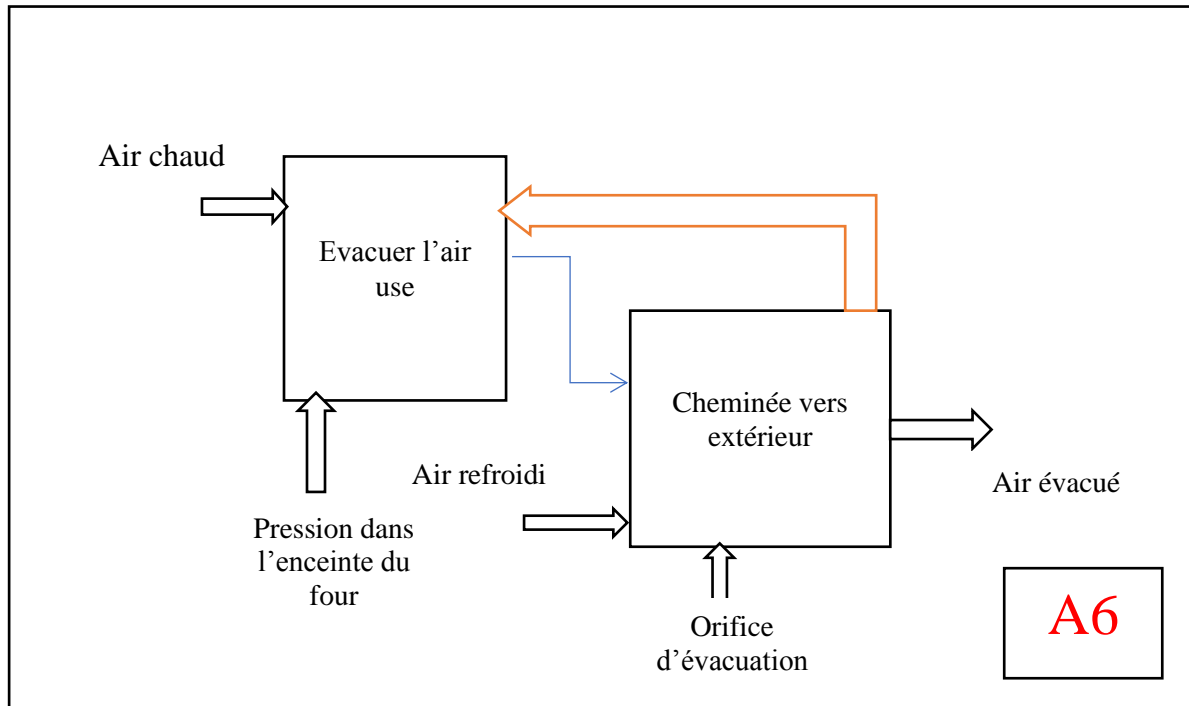 Air chaud
Evacuer l’air
use
Cheminée vers
extérieur
Air refroidi
Air évacué
Pression dans
l’enceinte du
four
Orifice
d’évacuation
A6